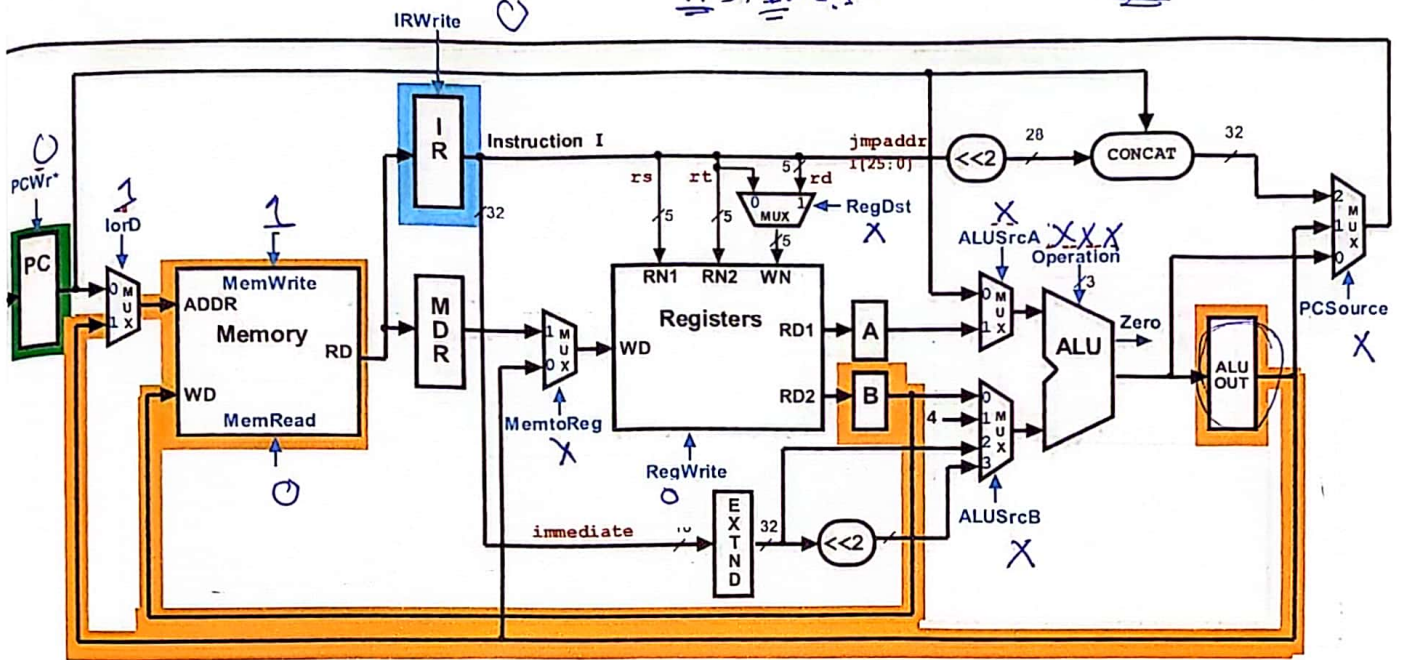 0
IRWrite
I
R
Instruction I
jmpaddr
I[25:0]
<<2
28
CONCAT
32
5
rs
rt
rd
5
5
0
1
MUX
RegDst
X
5
32
0
PCWr*
PC
1
IorD
0
1
MUX
1
MemWrite
ADDR
Memory
RD
WD
MemRead
0
M
D
R
1
0
MUX
MemtoReg
X
RN1
RN2
WN
Registers
WD
RD1
RD2
RegWrite
0
A
B
4
X
ALUSrcA
0
1
MUX
XXX
Operation
3
ALU
Zero
0
1
2
3
MUX
ALUSrcB
X
ALU
OUT
2
1
0
MUX
PCSource
X
immediate
E
X
T
N
D
32
<<2